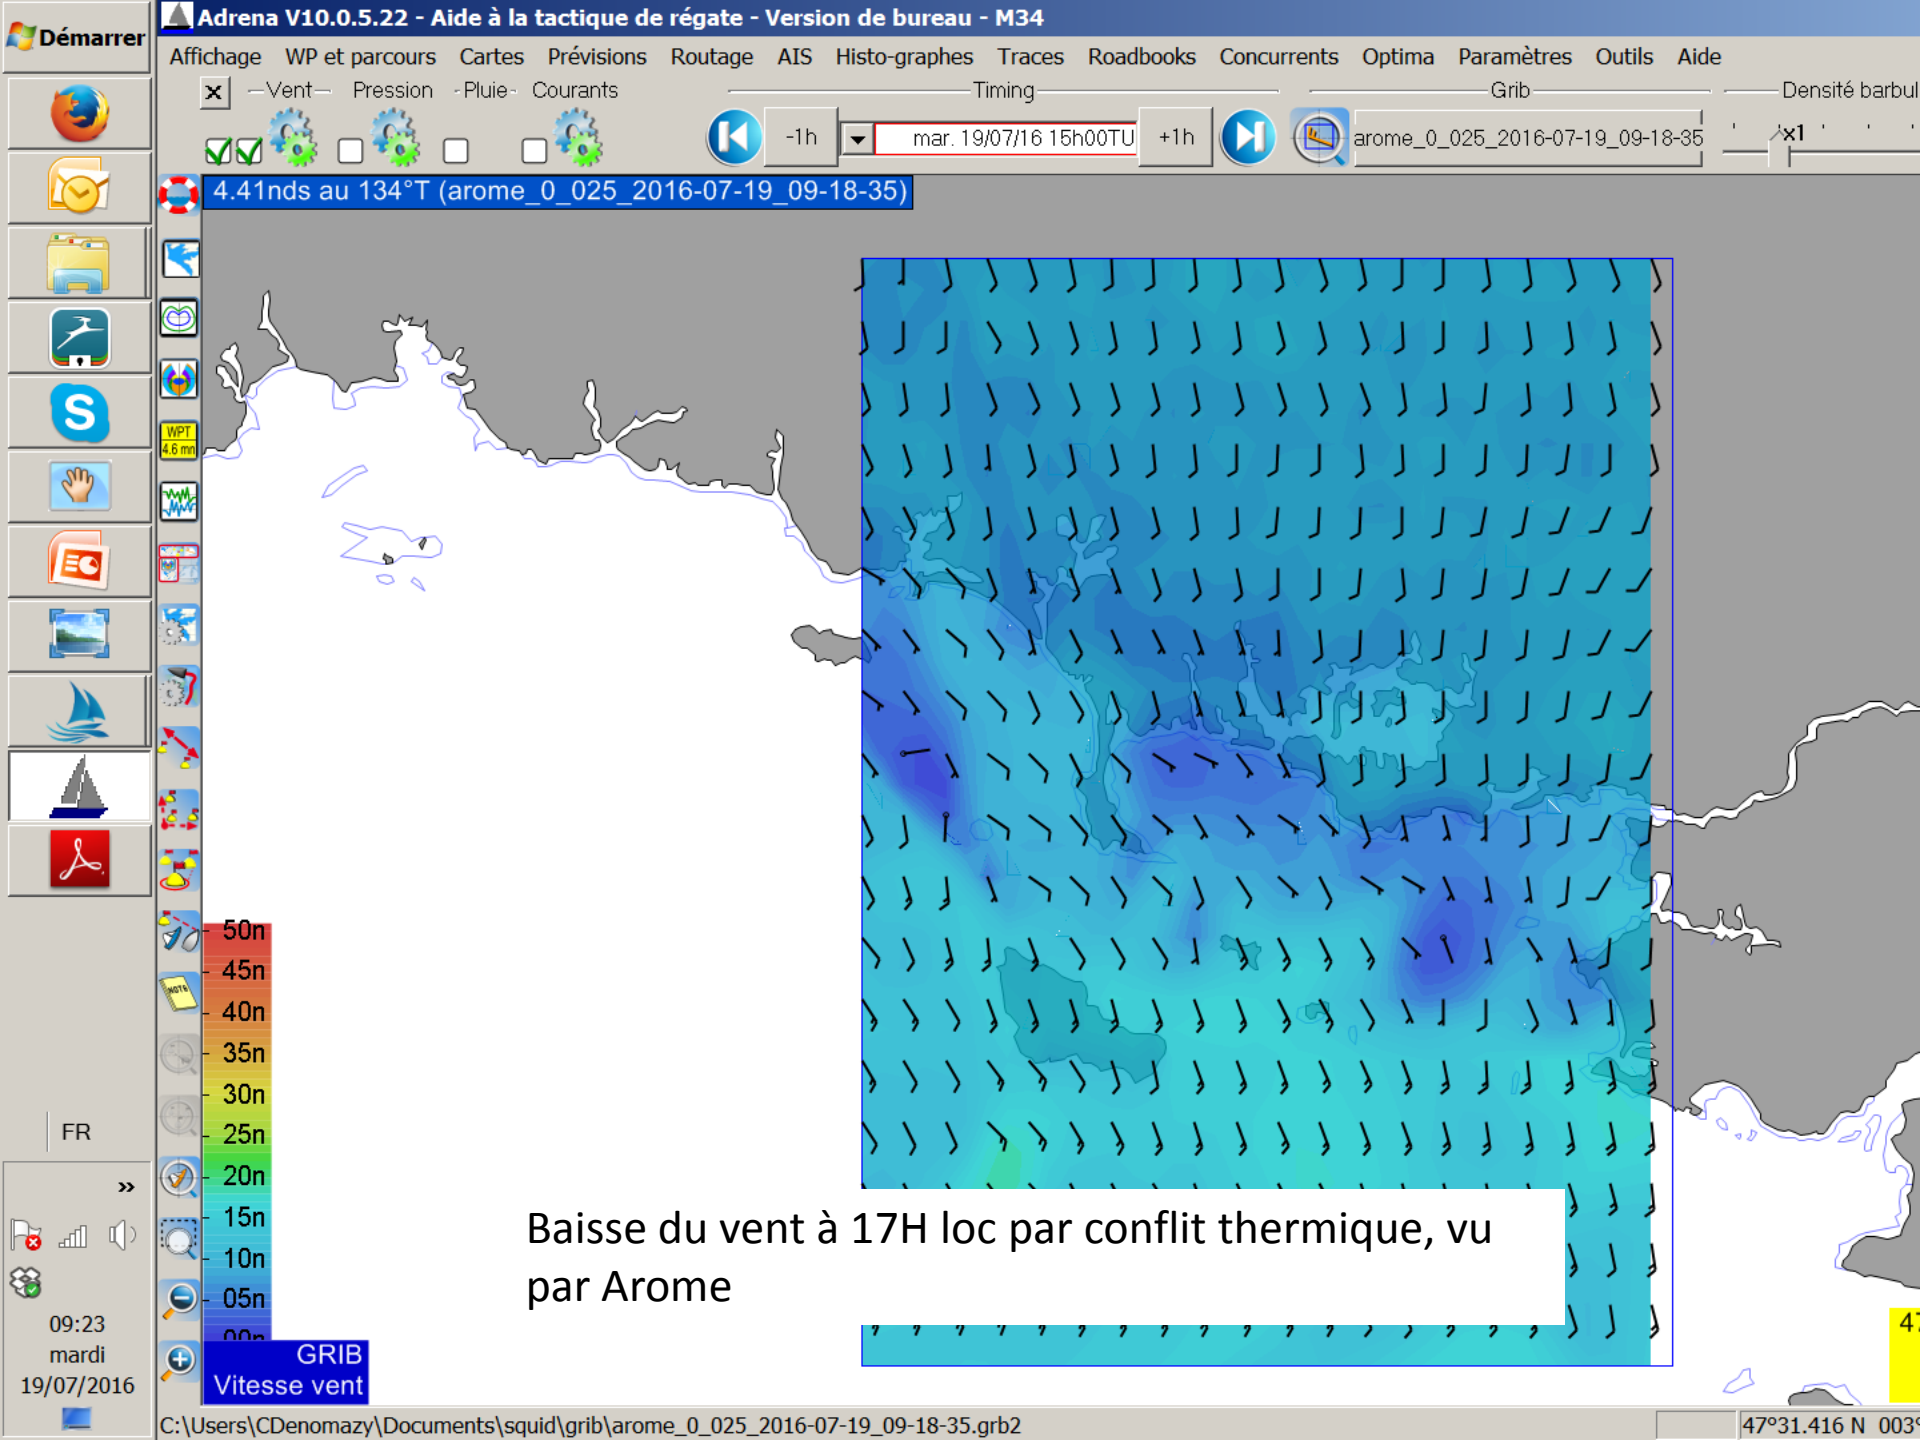 Démarrer
Adrena V10.0.5.22 - Aide à la tactique de régate - Version de bureau - M34
Affichage WP et parcours Cartes Prévisions Routage AIS Histo-graphes Traces Roadbooks Concurrents Optima Paramètres Outils Aide
Vent Pression Pluie Courants Timing Grib Densité barbul
-1h mar. 19/07/16 15h00TU +1h arome_0_025_2016-07-19_09-18-35 x1
4.41nds au 134°T (arome_0_025_2016-07-19_09-18-35)
WPT
4.6 mn
NOTE
50n
45n
40n
35n
30n
25n
20n
15n
10n
05n
00n
GRIB
Vitesse vent
Baisse du vent à 17H loc par conflit thermique, vu
par Arome
FR
09:23
mardi
19/07/2016
47
C:\Users\CDenomazy\Documents\squid\grib\arome_0_025_2016-07-19_09-18-35.grb2
47°31.416 N 003°